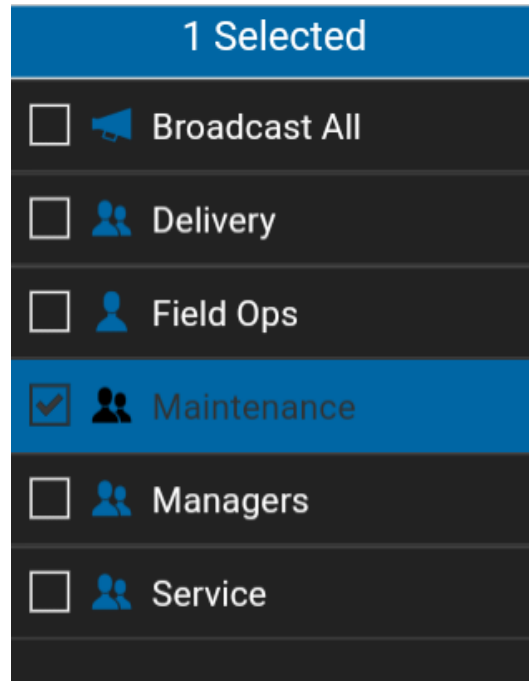 1 Selected
Broadcast All
Delivery
Field Ops
Maintenance
Managers
Service